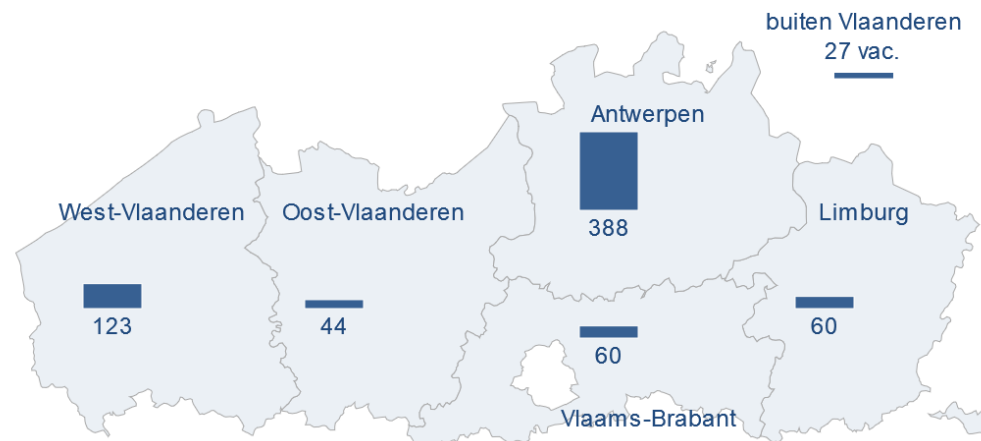 buiten Vlaanderen
27 vac.
Antwerpen
388
West-Vlaanderen
123
Oost-Vlaanderen
44
Limburg
60
60
Vlaams-Brabant